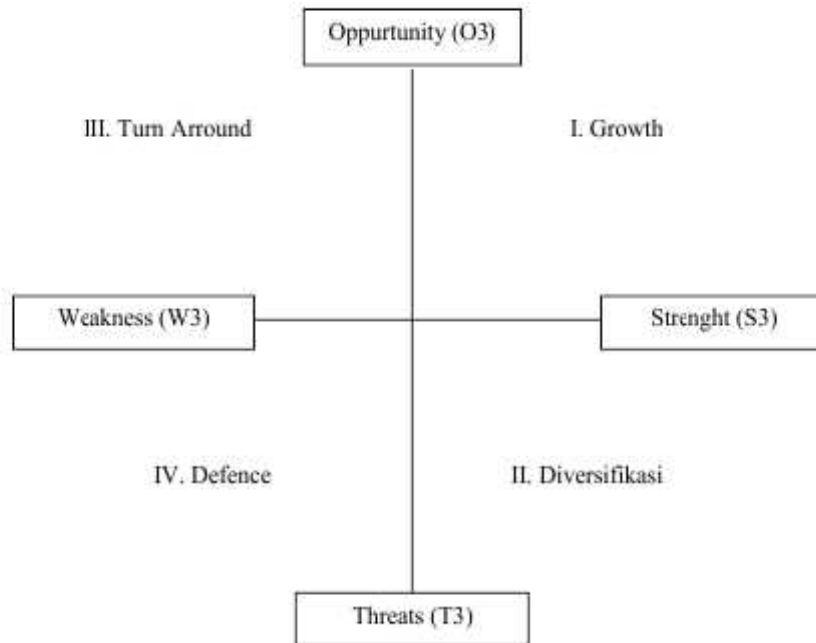 Oppurtunity (O3)
III. Turn Arround
I. Growth
Weakness (W3)
Strenght (S3)
IV. Defence
II. Diversifikasi
Threats (T3)